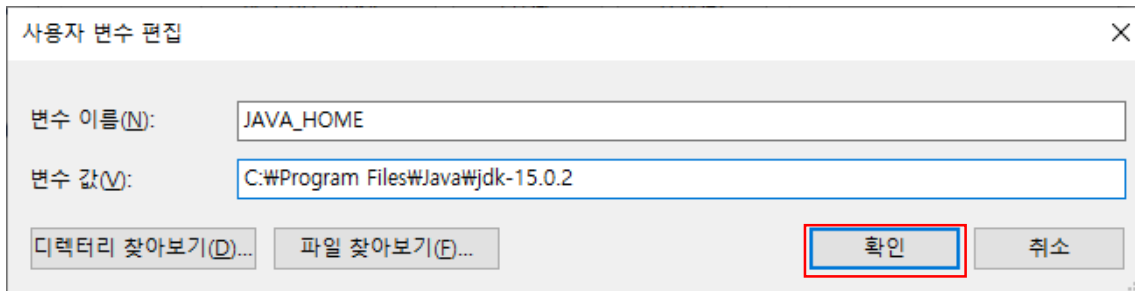 사용자 변수 편집
변수 이름(N): JAVA_HOME
변수 값(V): C:₩Program Files₩Java₩jdk-15.0.2
디렉터리 찾아보기(D)... 파일 찾아보기(F)... 확인 취소